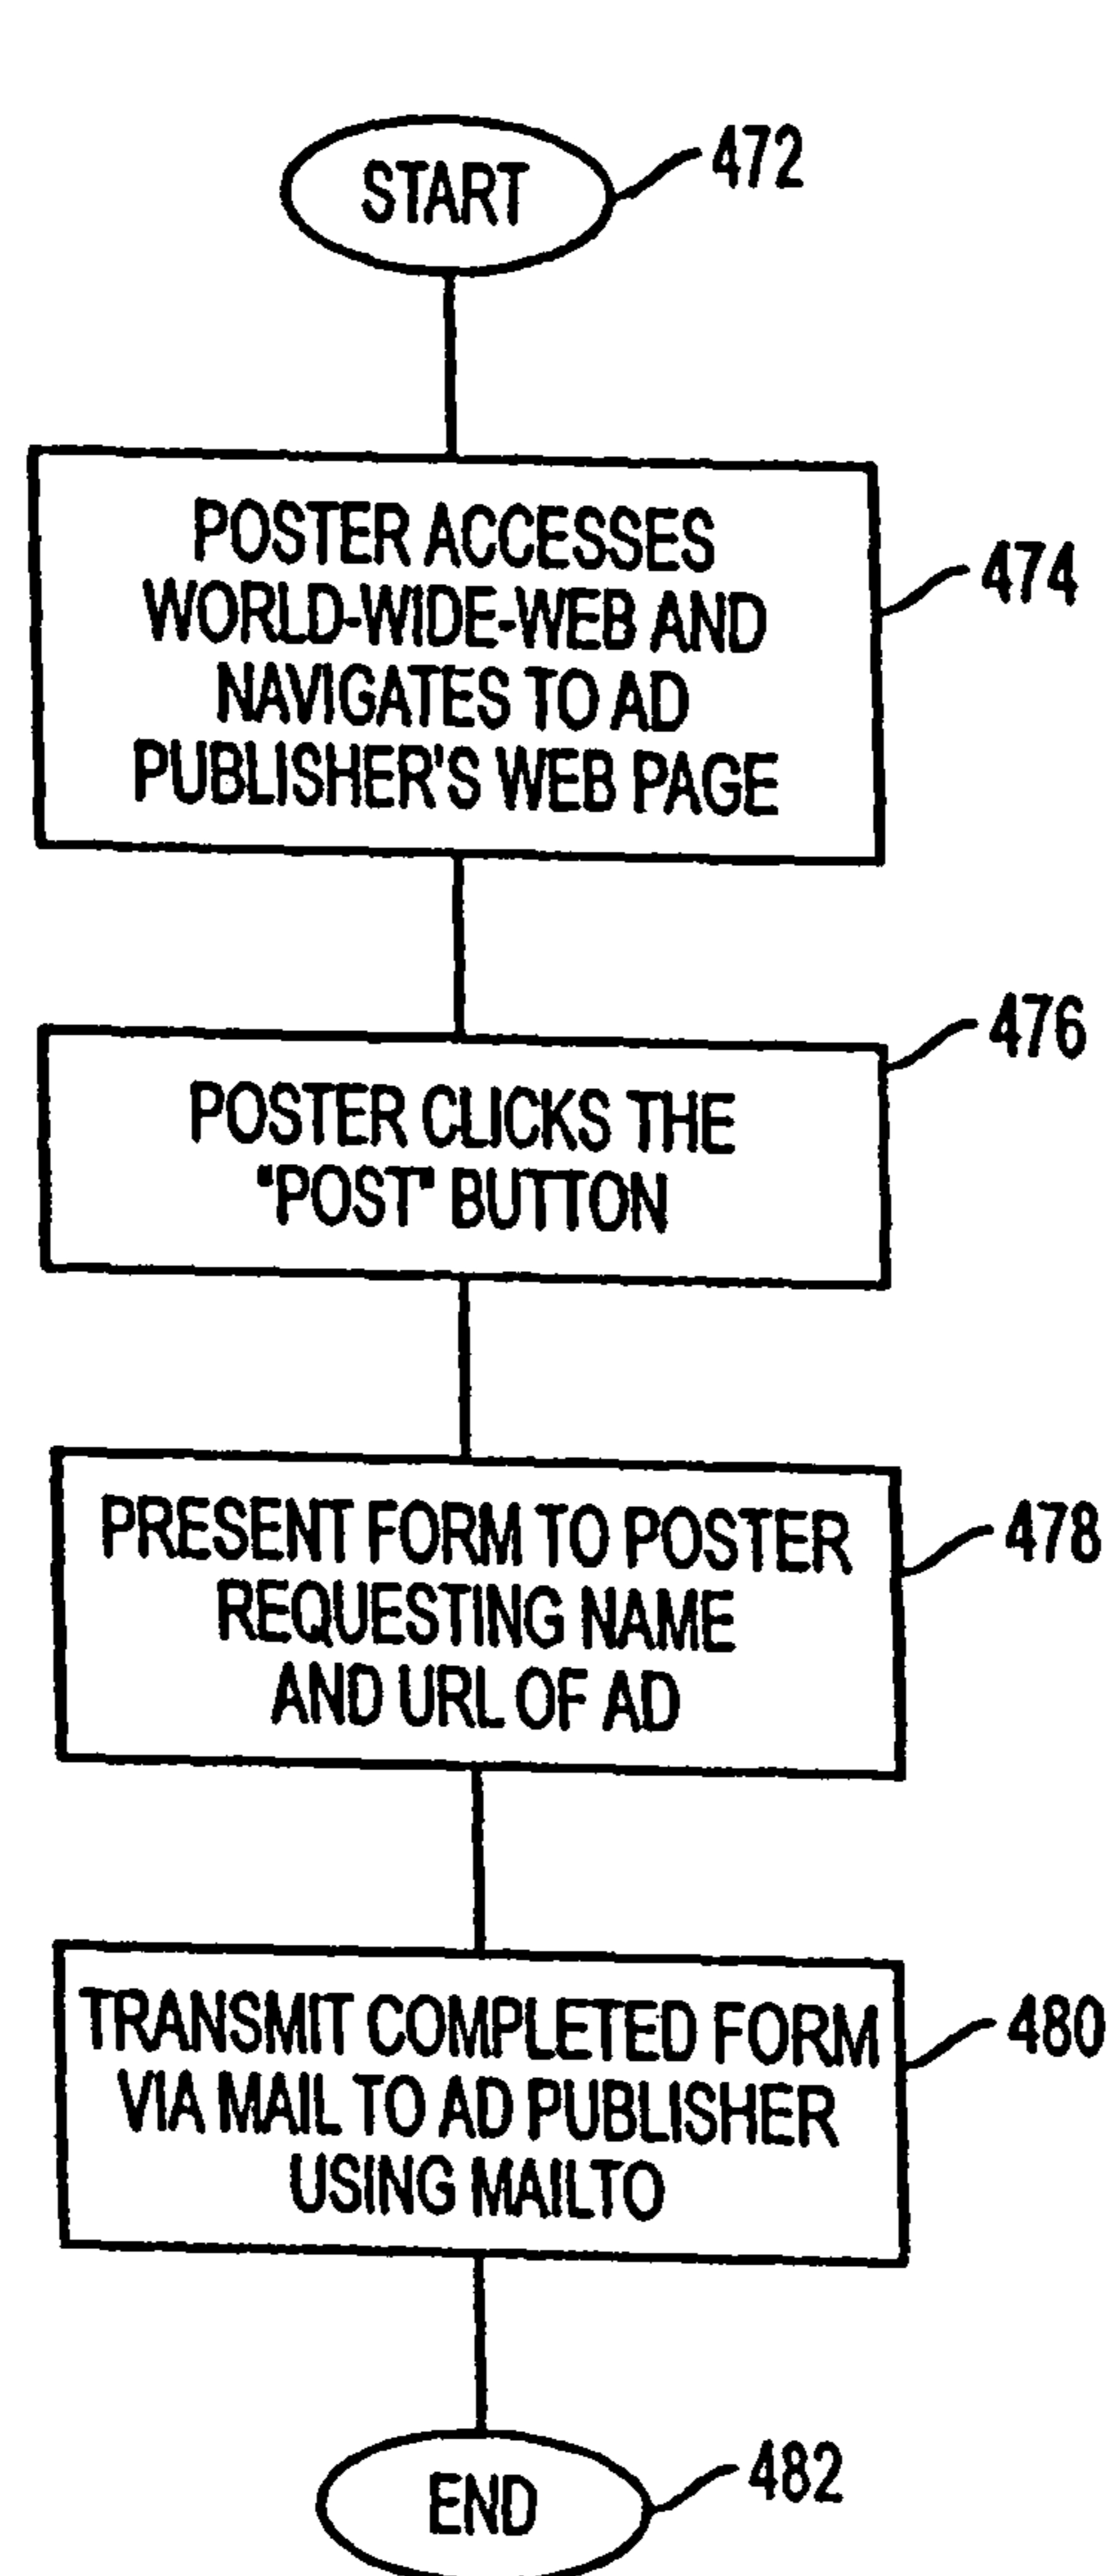 START
472
POSTER ACCESSES
WORLD-WIDE-WEB AND
NAVIGATES TO AD
PUBLISHER'S WEB PAGE
474
POSTER CLICKS THE
"POST" BUTTON
476
PRESENT FORM TO POSTER
REQUESTING NAME
AND URL OF AD
478
TRANSMIT COMPLETED FORM
VIA MAIL TO AD PUBLISHER
USING MAILTO
480
END
482